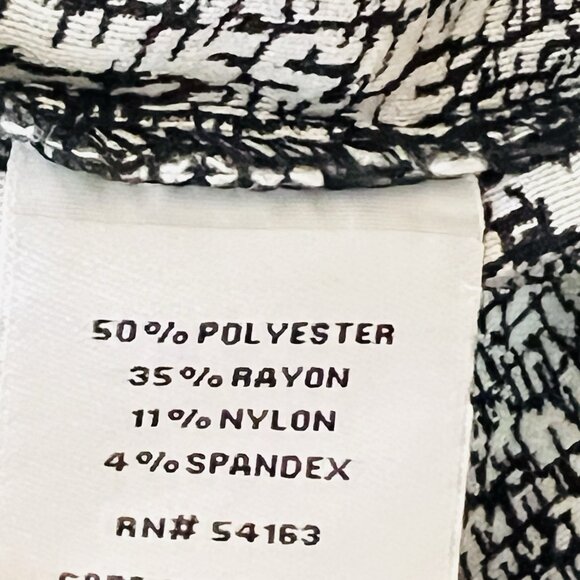 50% POLYESTER
35% RAYON
11% NYLON
4% SPANDEX
RN# 54163